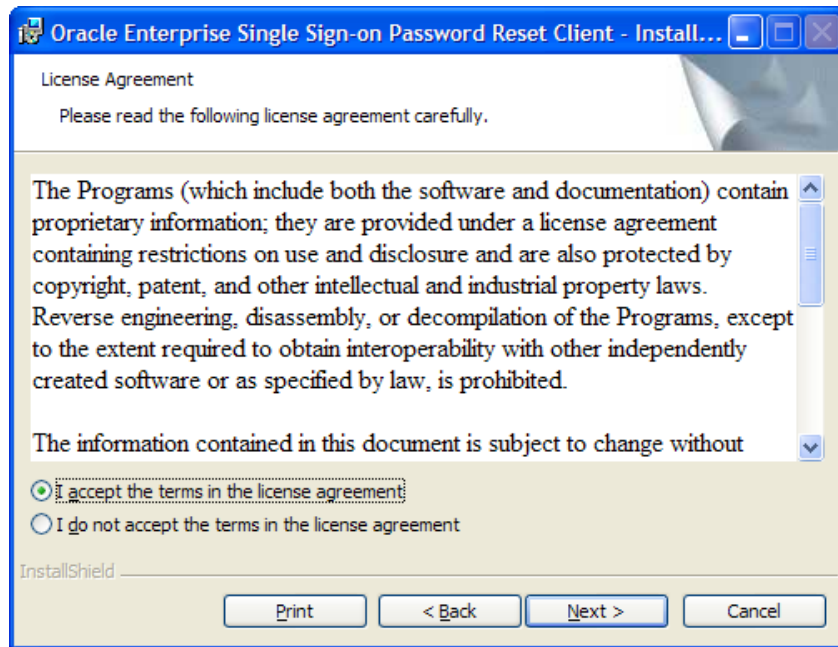 Oracle Enterprise Single Sign-on Password Reset Client - Install...
License Agreement
Please read the following license agreement carefully.
The Programs (which include both the software and documentation) contain
proprietary information; they are provided under a license agreement
containing restrictions on use and disclosure and are also protected by
copyright, patent, and other intellectual and industrial property laws.
Reverse engineering, disassembly, or decompilation of the Programs, except
to the extent required to obtain interoperability with other independently
created software or as specified by law, is prohibited.
The information contained in this document is subject to change without
I accept the terms in the license agreement
I do not accept the terms in the license agreement
InstallShield
Print
< Back
Next >
Cancel